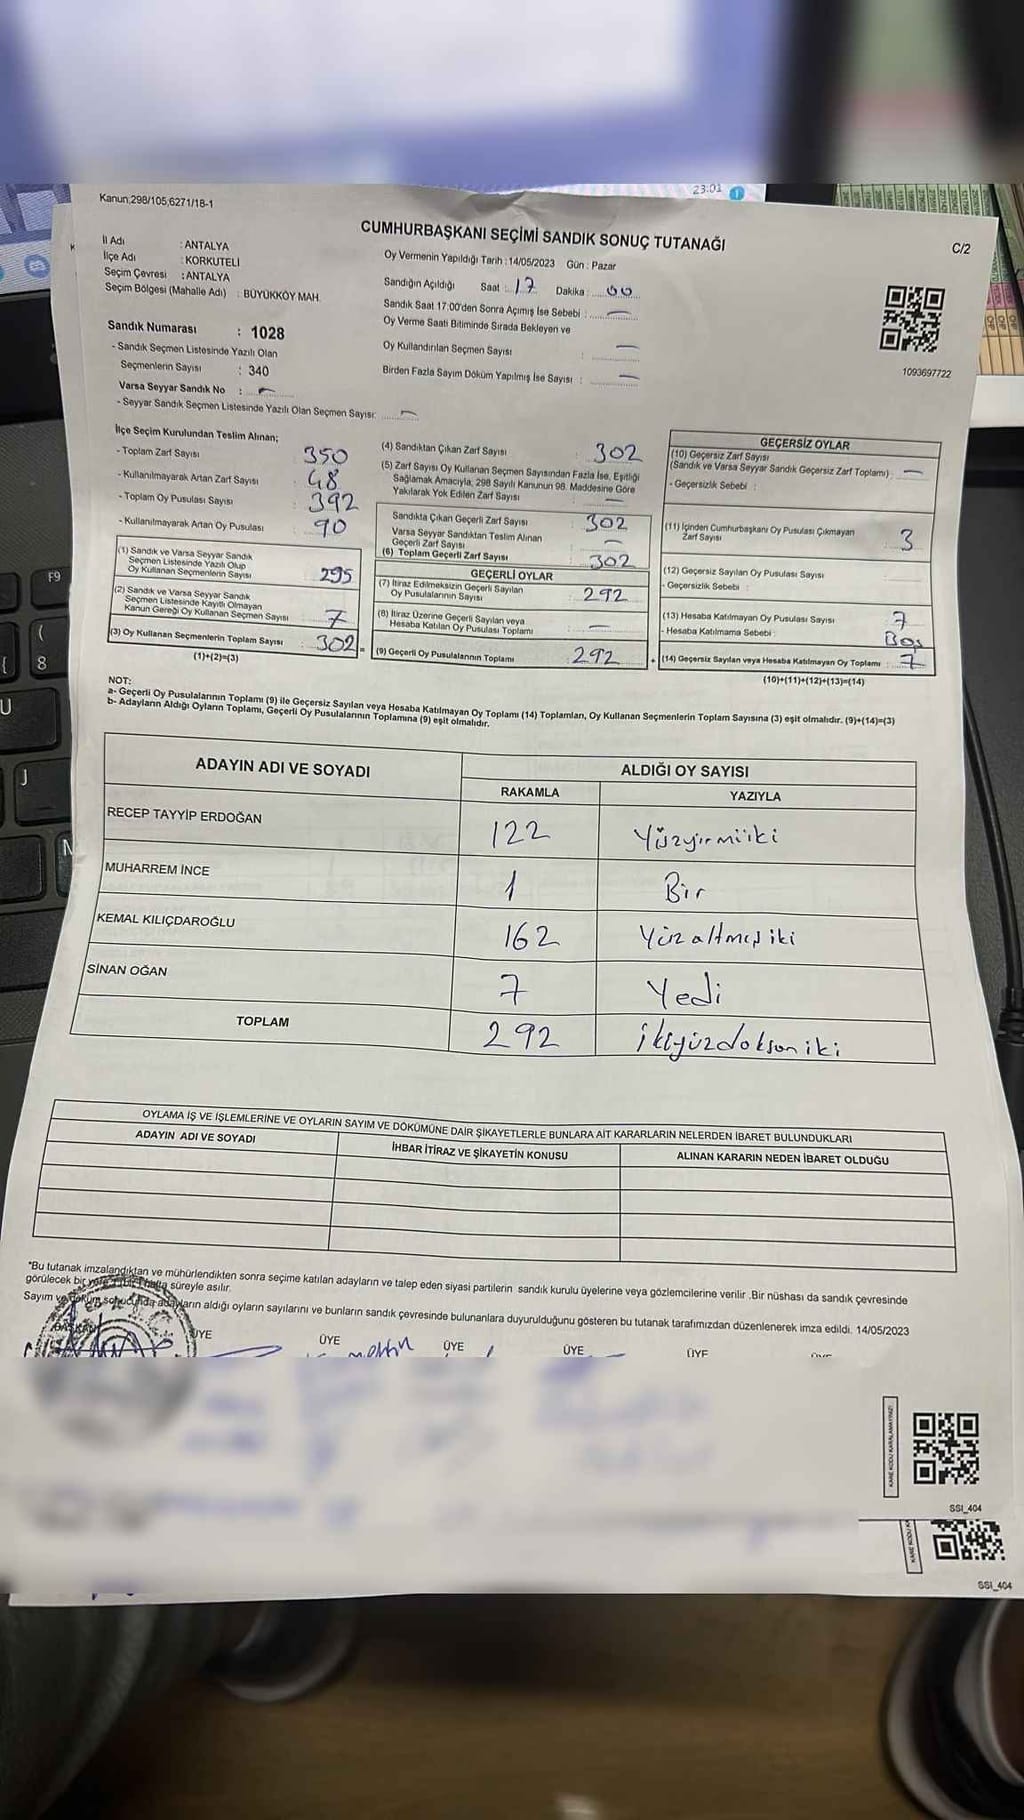 23:01
Kanun;298/105,6271/18-1
CUMHURBAŞKANI SEÇİMİ SANDIK SONUÇ TUTANAĞI
C/2
İl Adı : ANTALYA
İlçe Adı : KORKUTELİ
Seçim Çevresi : ANTALYA
Seçim Bölgesi (Mahalle Adı) : BÜYÜKKÖY MAH.
Oy Vermenin Yapıldığı Tarih :14/05/2023 Gün : Pazar
Sandığın Açıldığı Saat : 17 Dakika : 00
Sandık Saat 17:00'den Sonra Açımış İse Sebebi : —
Oy Verme Saati Bitiminde Sırada Bekleyen ve
Oy Kullandırılan Seçmen Sayısı : —
Birden Fazla Sayım Döküm Yapılmış İse Sayısı : —
1093697722
Sandık Numarası : 1028
- Sandık Seçmen Listesinde Yazılı Olan
Seçmenlerin Sayısı : 340
Varsa Seyyar Sandık No : —
- Seyyar Sandık Seçmen Listesinde Yazılı Olan Seçmen Sayısı: —
İlçe Seçim Kurulundan Teslim Alınan;
- Toplam Zarf Sayısı : 350
- Kullanılmayarak Artan Zarf Sayısı : 48
- Toplam Oy Pusulası Sayısı : 392
- Kullanılmayarak Artan Oy Pusulası : 90
(1) Sandık ve Varsa Seyyar Sandık
Seçmen Listesinde Yazılı Olup
Oy Kullanan Seçmenlerin Sayısı : 295
(2) Sandık ve Varsa Seyyar Sandık
Seçmen Listesinde Kayıtlı Olmayan
Kanun Gereği Oy Kullanan Seçmen Sayısı : 7
(3) Oy Kullanan Seçmenlerin Toplam Sayısı : 302 =
(1)+(2)=(3)
(4) Sandıktan Çıkan Zarf Sayısı : 302
(5) Zarf Sayısı Oy Kullanan Seçmen Sayısından Fazla İse, Eşitliği
Sağlamak Amacıyla, 298 Sayılı Kanunun 98. Maddesine Göre
Yakılarak Yok Edilen Zarf Sayısı : —
Sandıkta Çıkan Geçerli Zarf Sayısı : 302
Varsa Seyyar Sandıktan Teslim Alınan
Geçerli Zarf Sayısı : —
(6) Toplam Geçerli Zarf Sayısı : 302
GEÇERLİ OYLAR
(7) İtiraz Edilmeksizin Geçerli Sayılan
Oy Pusulalarının Sayısı : 292
(8) İtiraz Üzerine Geçerli Sayılan veya
Hesaba Katılan Oy Pusulası Toplamı : —
(9) Geçerli Oy Pusulalarının Toplamı : 292 +
GEÇERSİZ OYLAR
(10) Geçersiz Zarf Sayısı
(Sandık ve Varsa Seyyar Sandık Geçersiz Zarf Toplamı) : —
- Geçersizlik Sebebi :
(11) İçinden Cumhurbaşkanı Oy Pusulası Çıkmayan
Zarf Sayısı : 3
(12) Geçersiz Sayılan Oy Pusulası Sayısı :
- Geçersizlik Sebebi :
(13) Hesaba Katılmayan Oy Pusulası Sayısı : 7
- Hesaba Katılmama Sebebi : Boş
(14) Geçersiz Sayılan veya Hesaba Katılmayan Oy Toplamı : 7
(10)+(11)+(12)+(13)=(14)
NOT:
a- Geçerli Oy Pusulalarının Toplamı (9) ile Geçersiz Sayılan veya Hesaba Katılmayan Oy Toplamı (14) Toplamları, Oy Kullanan Seçmenlerin Toplam Sayısına (3) eşit olmalıdır. (9)+(14)=(3)
b- Adayların Aldığı Oyların Toplamı, Geçerli Oy Pusulalarının Toplamına (9) eşit olmalıdır.
ADAYIN ADI VE SOYADI
ALDIĞI OY SAYISI
RAKAMLA YAZIYLA
RECEP TAYYİP ERDOĞAN 122 Yüzyirmiiki
MUHARREM İNCE 1 Bir
KEMAL KILIÇDAROĞLU 162 Yüzaltmışiki
SİNAN OĞAN 7 Yedi
TOPLAM 292 ikiyüzdoksaniki
OYLAMA İŞ VE İŞLEMLERİNE VE OYLARIN SAYIM VE DÖKÜMÜNE DAİR ŞİKAYETLERLE BUNLARA AİT KARARLARIN NELERDEN İBARET BULUNDUKLARI
ADAYIN ADI VE SOYADI
İHBAR İTİRAZ VE ŞİKAYETİN KONUSU
ALINAN KARARIN NEDEN İBARET OLDUĞU
"Bu tutanak imzalandıktan ve mühürlendikten sonra seçime katılan adayların ve talep eden siyasi partilerin sandık kurulu üyelerine veya gözlemcilerine verilir .Bir nüshası da sandık çevresinde
görülecek bir yere 1 bir hafta süreyle asılır.
Sayım ve döküm sonucunda adayların aldığı oyların sayılarını ve bunların sandık çevresinde bulunanlara duyurulduğunu gösteren bu tutanak tarafımızdan düzenlenerek imza edildi. 14/05/2023
BAŞKAN ÜYE ÜYE ÜYE ÜYE ÜYE
KARE KODU KARALAMAYINIZ!
SSI_404
SSI_404
F9
8
U
J